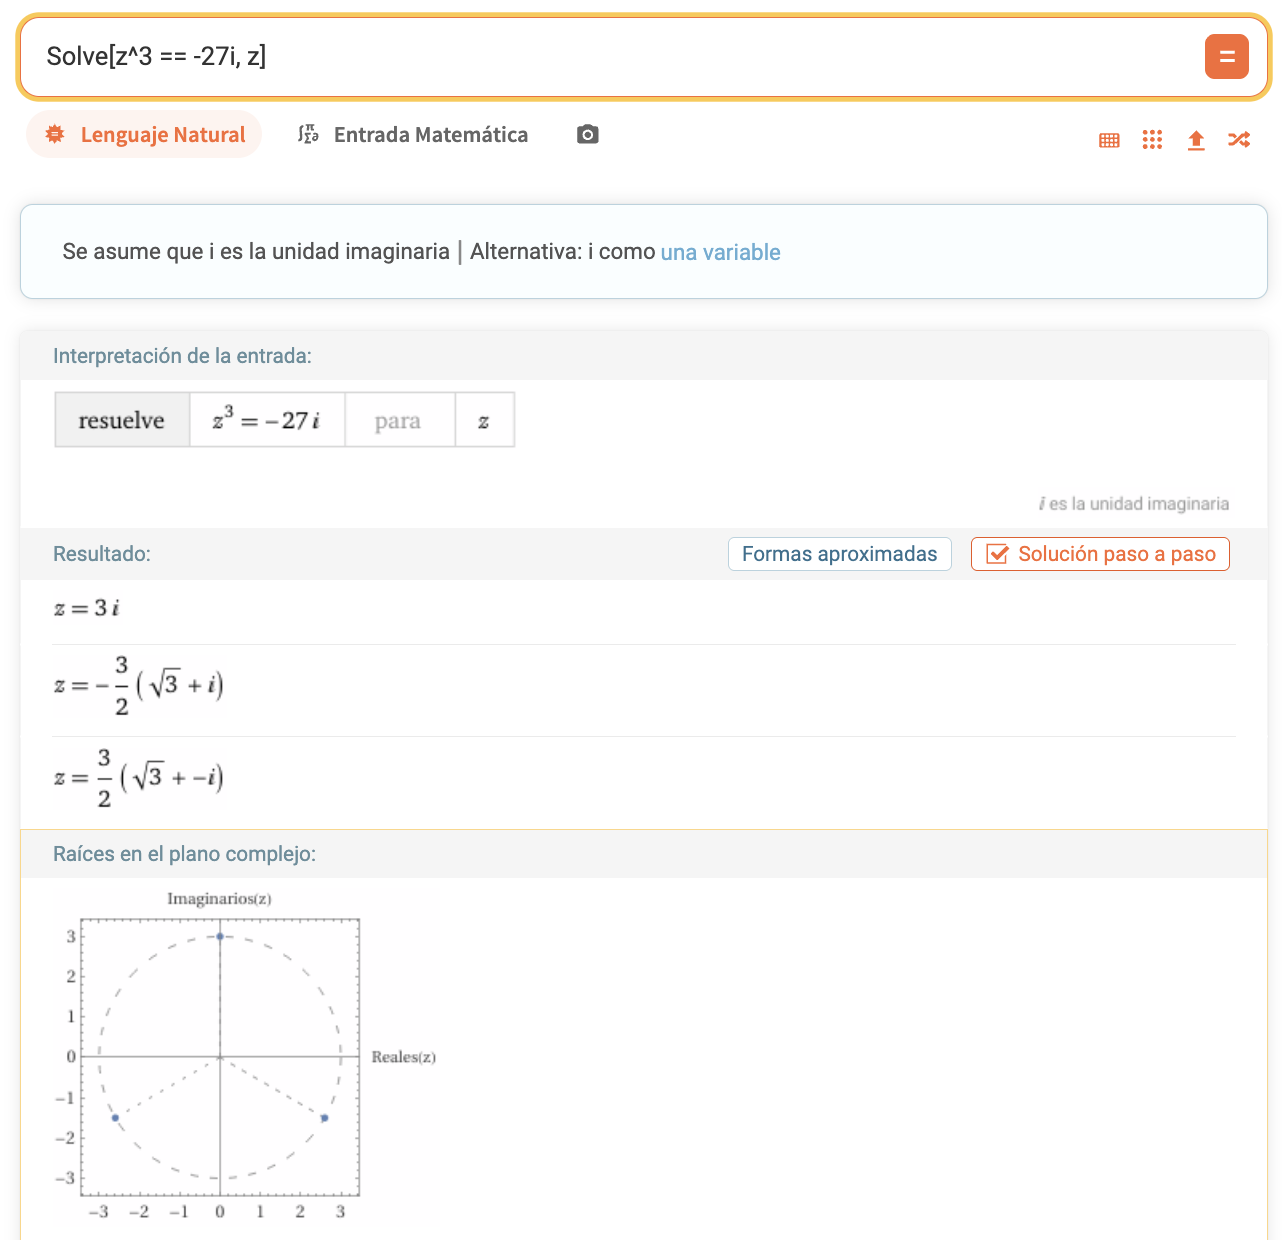 Solve[z^3 == -27i, z]
=
Lenguaje Natural
Entrada Matemática
Se asume que i es la unidad imaginaria | Alternativa: i como una variable
Interpretación de la entrada:
resuelve z³ = −27 i para z
i es la unidad imaginaria
Resultado:
Formas aproximadas
Solución paso a paso
z = 3 i
z = − 3/2 (√3 + i)
z = 3/2 (√3 + −i)
Raíces en el plano complejo:
Imaginarios(z)
3
2
1
0
−1
−2
−3
Reales(z)
−3 −2 −1 0 1 2 3